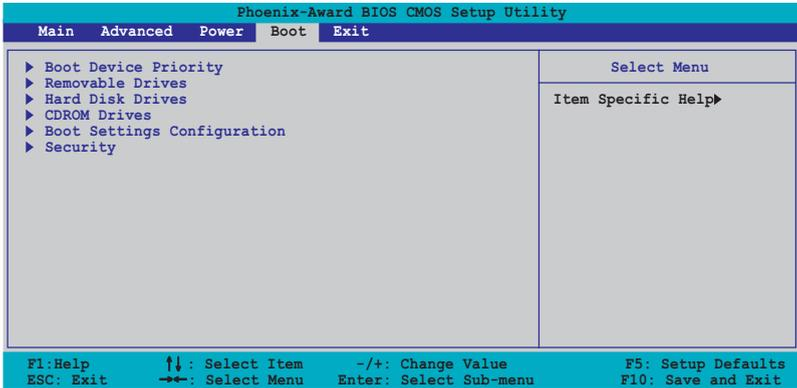 Phoenix-Award BIOS CMOS Setup Utility
Main Advanced Power Boot Exit
Boot Device Priority
Removable Drives
Hard Disk Drives
CDROM Drives
Boot Settings Configuration
Security
Select Menu
Item Specific Help
F1:Help ↑↓: Select Item -/+: Change Value F5: Setup Defaults
ESC: Exit →←: Select Menu Enter: Select Sub-menu F10: Save and Exit